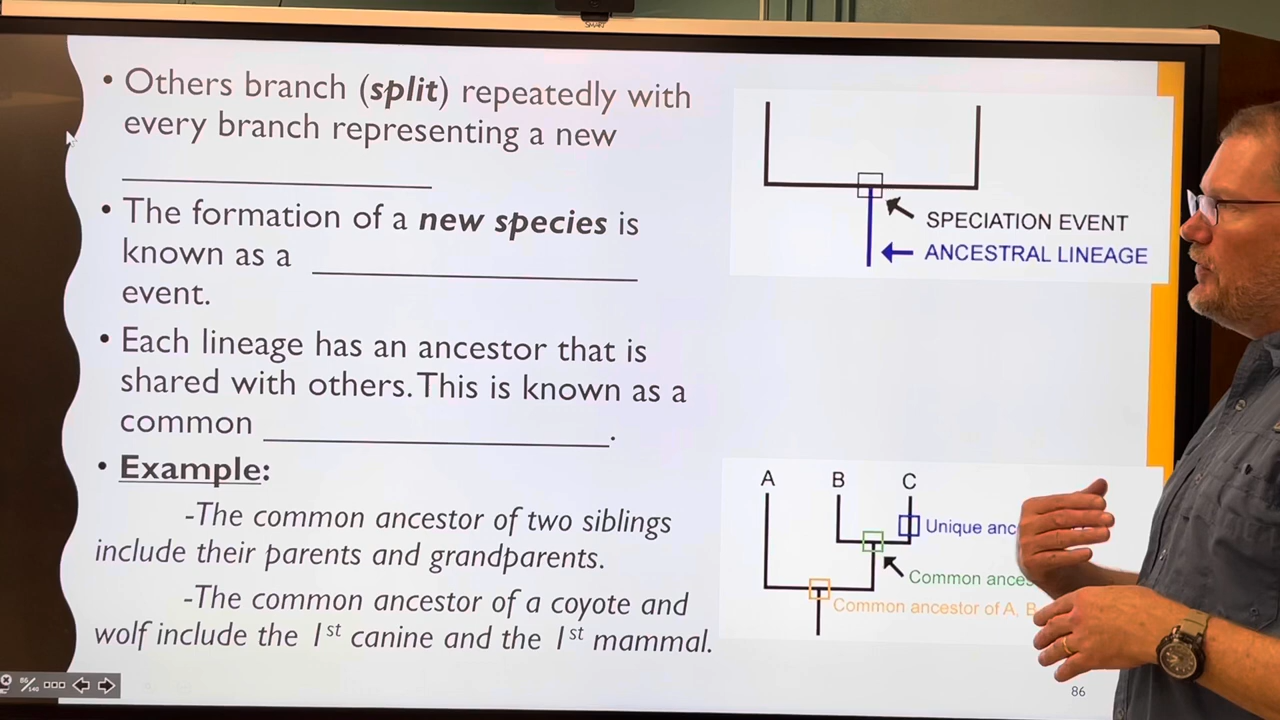 SMART
• Others branch (split) repeatedly with
every branch representing a new
• The formation of a new species is
known as a
event.
• Each lineage has an ancestor that is
shared with others. This is known as a
common .
• Example:
-The common ancestor of two siblings
include their parents and grandparents.
-The common ancestor of a coyote and
wolf include the 1st canine and the 1st mammal.
SPECIATION EVENT
ANCESTRAL LINEAGE
A B C
Unique anc
Common ances
Common ancestor of A, B
86/140
86